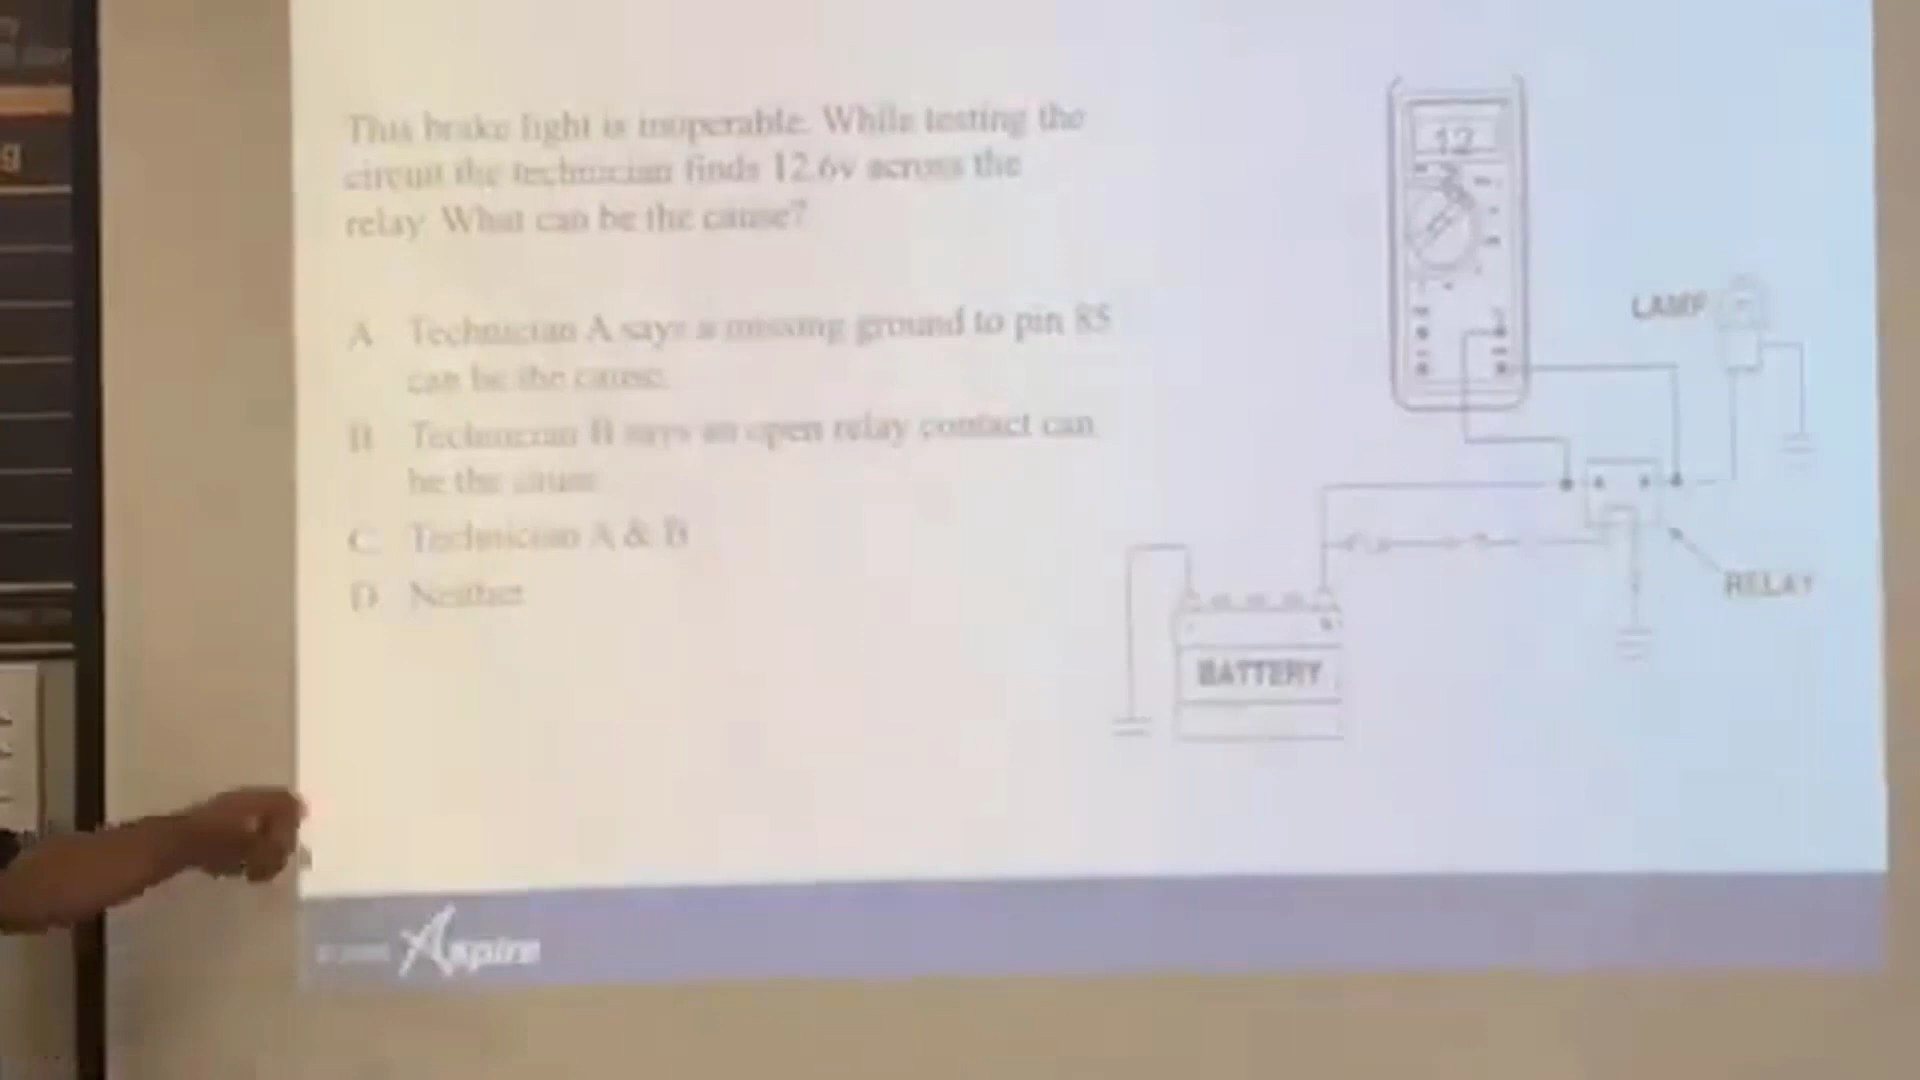 g
This brake light is inoperable. While testing the
circuit the technician finds 12.6v across the
relay. What can be the cause?
A Technician A says a missing ground to pin 85
can be the cause.
B Technician B says an open relay contact can
be the cause
C Technician A & B
D Neither
12
LAMP
RELAY
BATTERY
Aspire